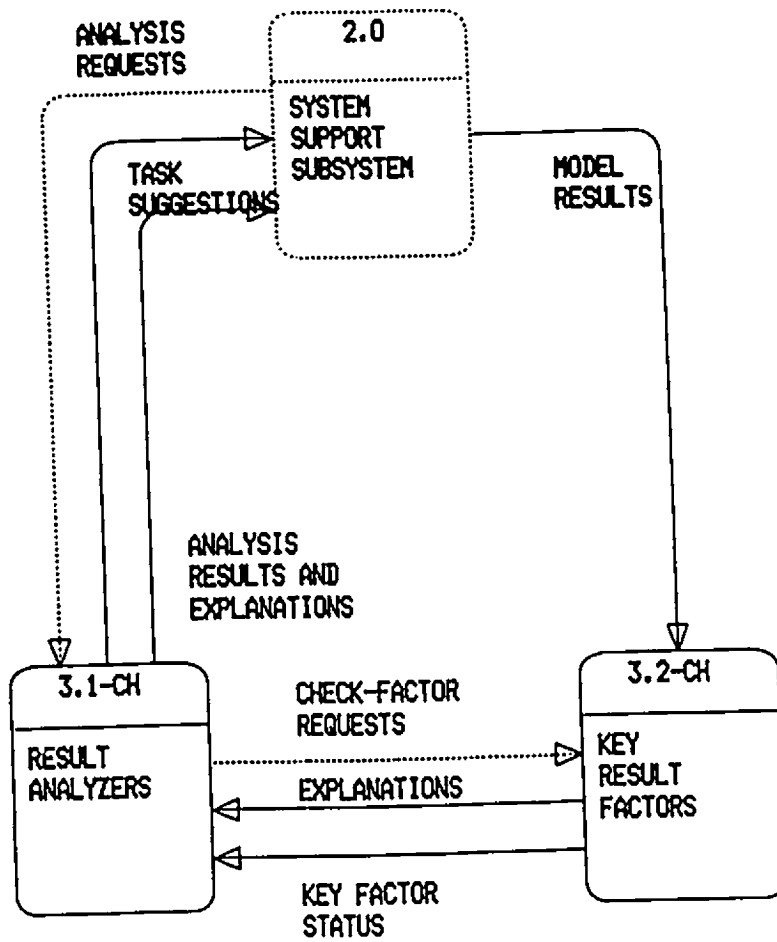 ANALYSIS
REQUESTS
2.0
SYSTEM
SUPPORT
SUBSYSTEM
TASK
SUGGESTIONS
MODEL
RESULTS
ANALYSIS
RESULTS AND
EXPLANATIONS
3.1-CH
RESULT
ANALYZERS
CHECK-FACTOR
REQUESTS
EXPLANATIONS
KEY FACTOR
STATUS
3.2-CH
KEY
RESULT
FACTORS